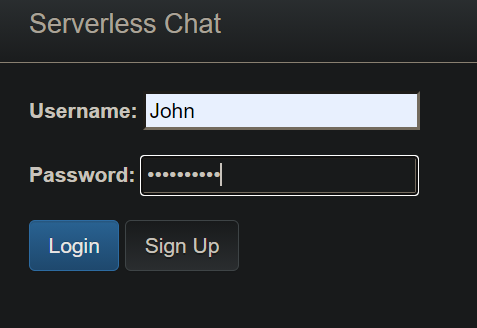 Serverless Chat
Username: John
Password: ••••••••••
Login Sign Up